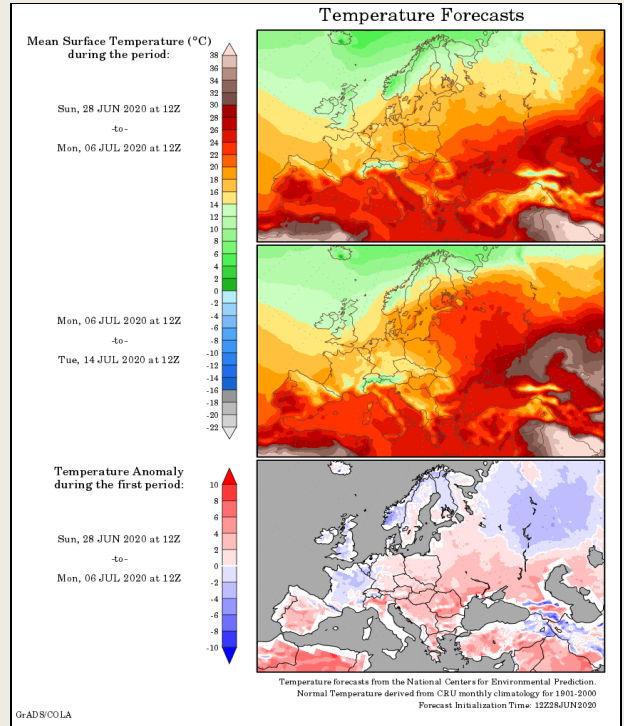 Temperature Forecasts
Mean Surface Temperature (°C)
during the period:
Sun, 28 JUN 2020 at 12Z
-to-
Mon, 06 JUL 2020 at 12Z
38
36
34
32
30
28
26
24
22
20
18
16
14
12
10
8
6
4
2
0
-2
-4
-6
-8
-10
-12
-14
-16
-18
-20
-22
Mon, 06 JUL 2020 at 12Z
-to-
Tue, 14 JUL 2020 at 12Z
Temperature Anomaly
during the first period:
Sun, 28 JUN 2020 at 12Z
-to-
Mon, 06 JUL 2020 at 12Z
10
8
6
4
2
0
-2
-4
-6
-8
-10
Temperature forecasts from the National Centers for Environmental Prediction.
Normal Temperature derived from CRU monthly climatology for 1901-2000
Forecast Initialization Time: 12Z28JUN2020
GrADS/COLA